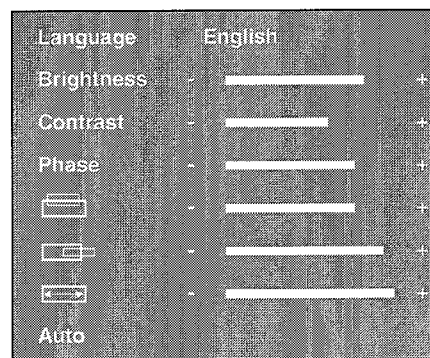 Language English
Brightness - +
Contrast - +
Phase - +
- +
- +
- +
Auto